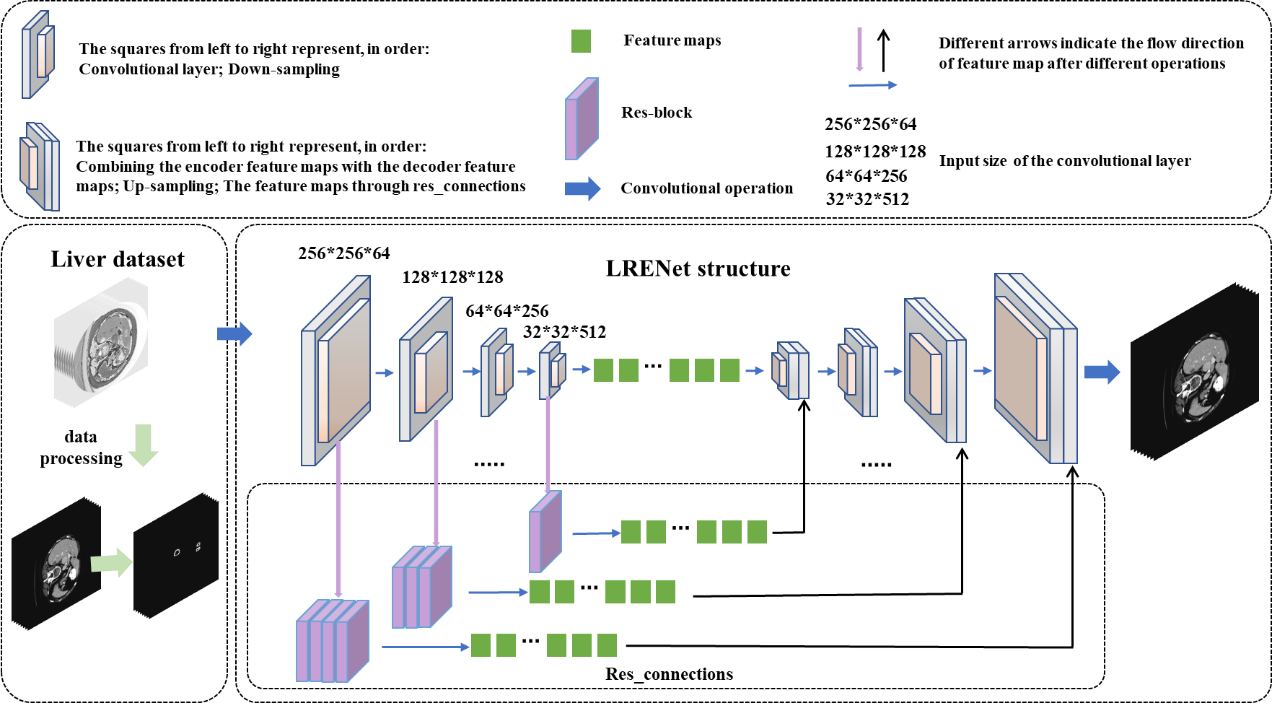 The squares from left to right represent, in order:
Convolutional layer; Down-sampling
The squares from left to right represent, in order:
Combining the encoder feature maps with the decoder feature
maps; Up-sampling; The feature maps through res_connections
Feature maps
Res-block
Convolutional operation
Different arrows indicate the flow direction
of feature map after different operations
256*256*64
128*128*128
64*64*256
32*32*512
Input size of the convolutional layer
Liver dataset
data
processing
LRENet structure
256*256*64
128*128*128
64*64*256
32*32*512
...
.....
.....
...
...
...
Res_connections